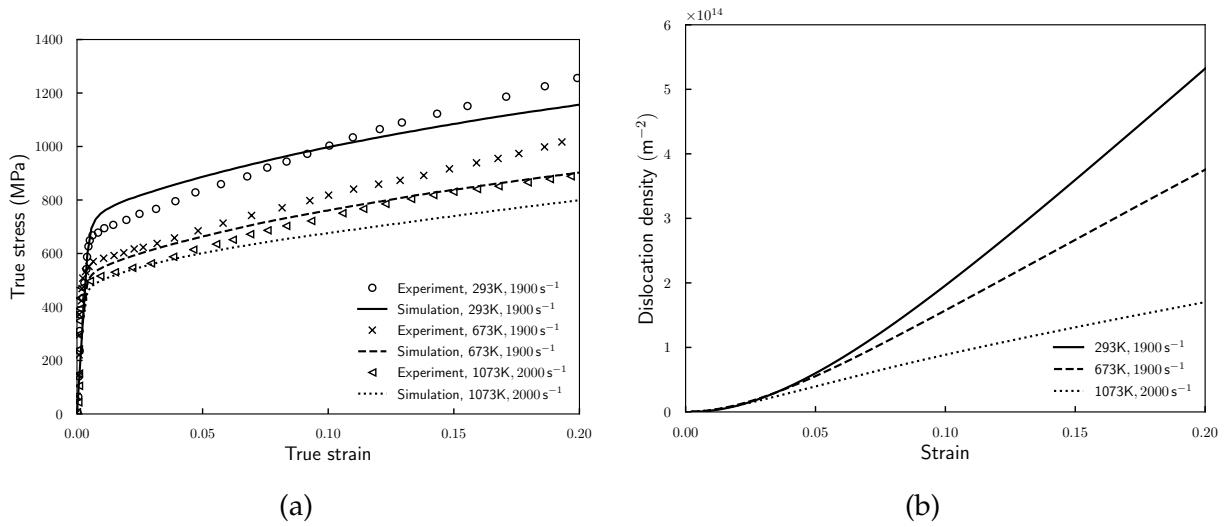 1400
1200
1000
800
600
400
200
0
0.00 0.05 0.10 0.15 0.20
True stress (MPa)
True strain
Experiment, 293K, 1900 s⁻¹
Simulation, 293K, 1900 s⁻¹
Experiment, 673K, 1900 s⁻¹
Simulation, 673K, 1900 s⁻¹
Experiment, 1073K, 2000 s⁻¹
Simulation, 1073K, 2000 s⁻¹
(a)
×10¹⁴
6
5
4
3
2
1
0
0.00 0.05 0.10 0.15 0.20
Dislocation density (m⁻²)
Strain
293K, 1900 s⁻¹
673K, 1900 s⁻¹
1073K, 2000 s⁻¹
(b)